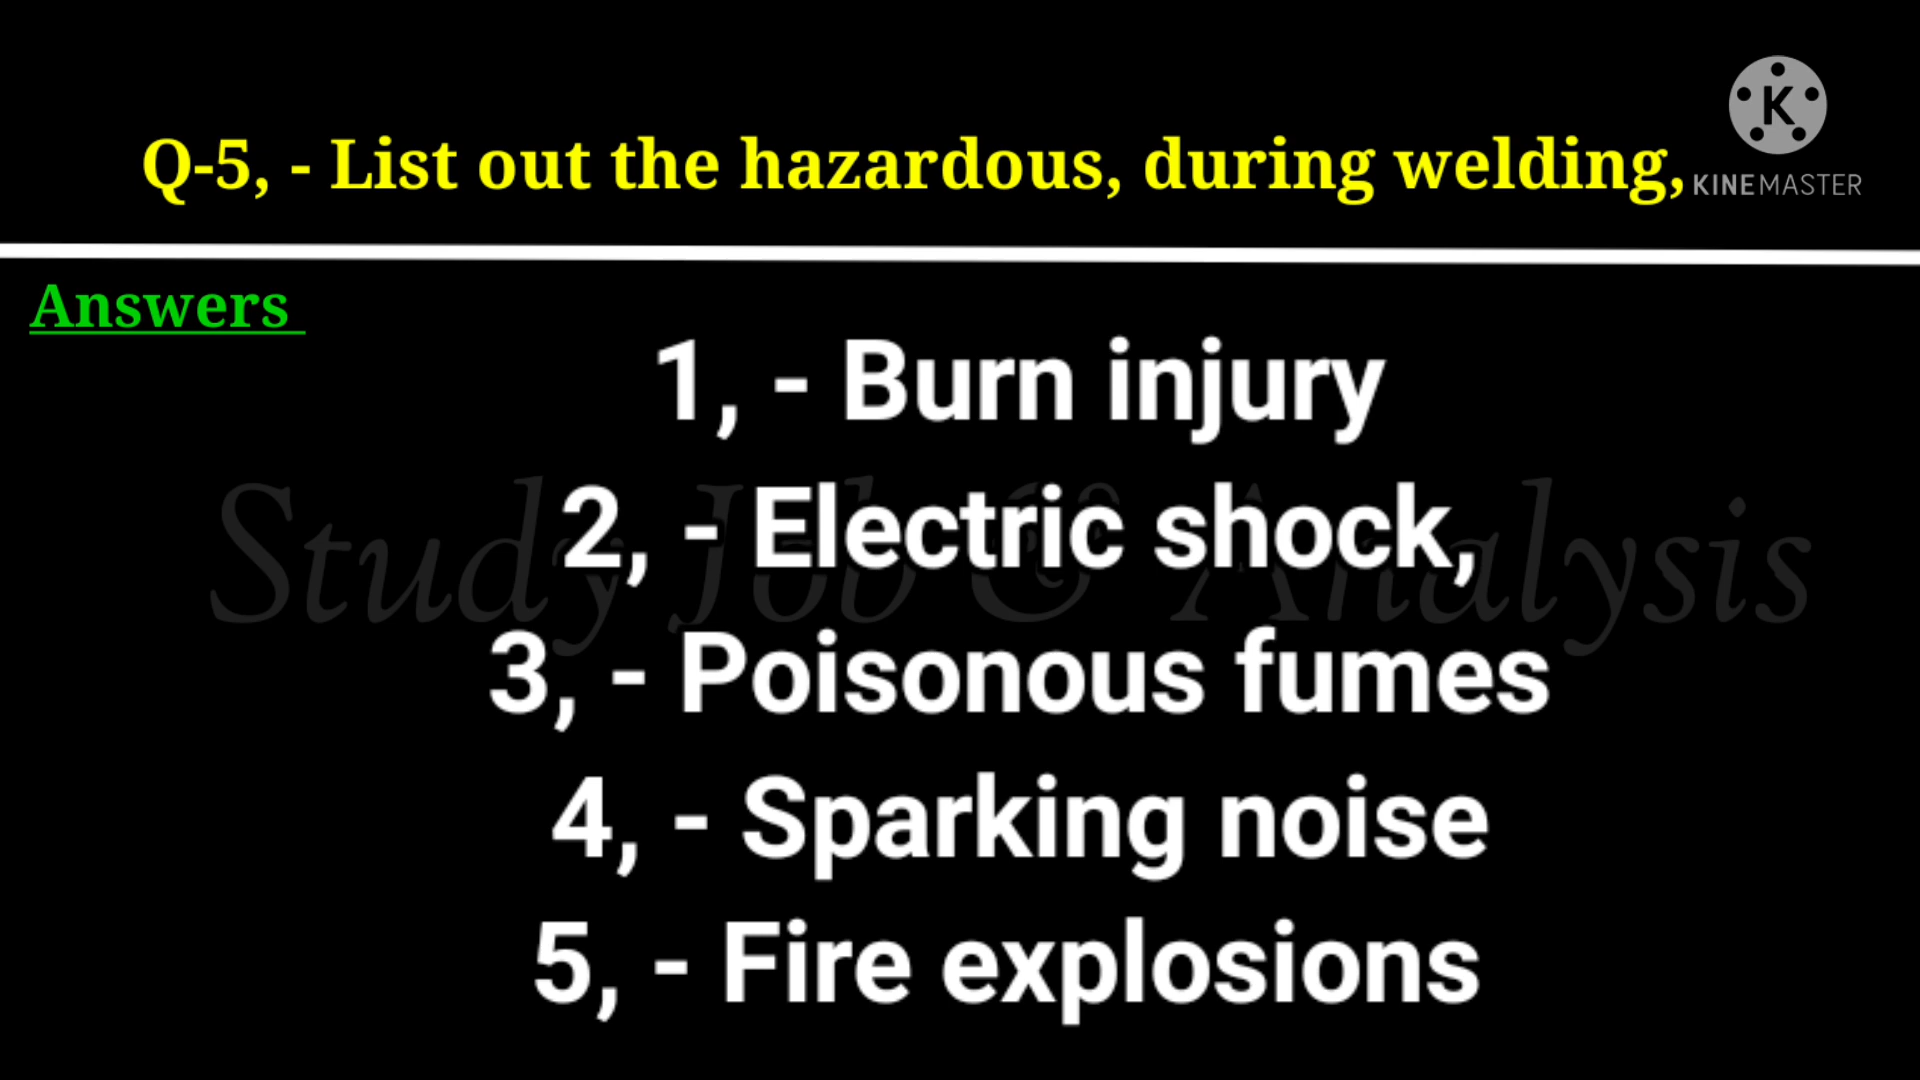 Q-5, - List out the hazardous, during welding,
K
KINEMASTER
Answers
1, - Burn injury
2, - Electric shock,
Study Job & Analysis
3, - Poisonous fumes
4, - Sparking noise
5, - Fire explosions